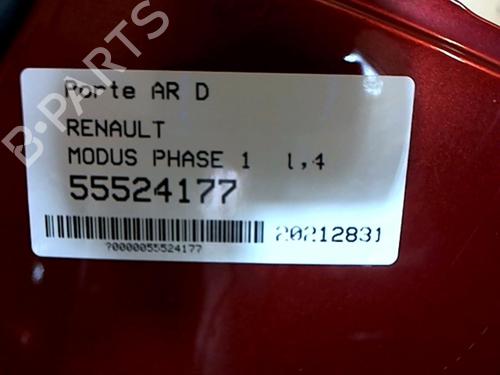 B-PARTS
Porte AR D
RENAULT
MODUS PHASE 1 1,4
55524177
20212831
?0000055524177